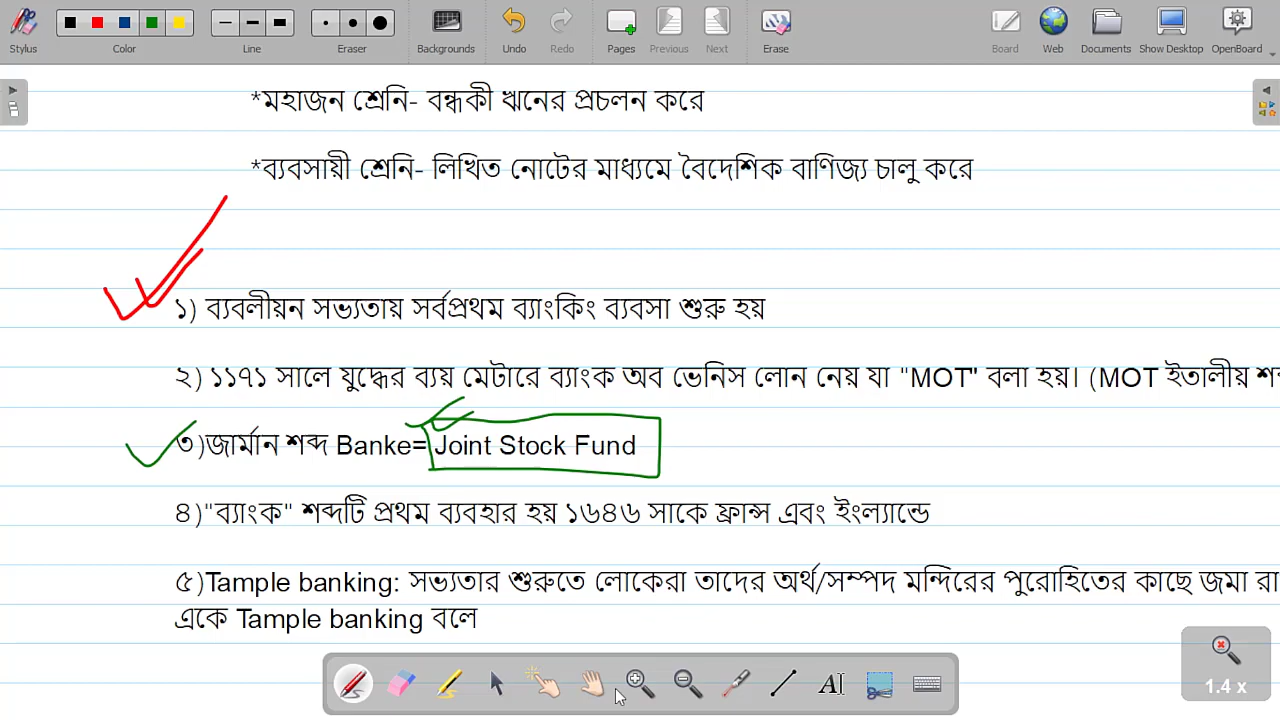 Stylus Color Line Eraser Backgrounds Undo Redo Pages Previous Next Erase Board Web Documents Show Desktop OpenBoard
*মহাজন শ্রেনি- বন্ধকী ঋনের প্রচলন করে
*ব্যবসায়ী শ্রেনি- লিখিত নোটের মাধ্যমে বৈদেশিক বাণিজ্য চালু করে
১) ব্যবলীয়ন সভ্যতায় সর্বপ্রথম ব্যাংকিং ব্যবসা শুরু হয়
২) ১১৭১ সালে যুদ্ধের ব্যয় মেটারে ব্যাংক অব ভেনিস লোন নেয় যা "MOT" বলা হয়। (MOT ইতালীয়
৩)জার্মান শব্দ Banke= Joint Stock Fund
৪)"ব্যাংক" শব্দটি প্রথম ব্যবহার হয় ১৬৪৬ সাকে ফ্রান্স এবং ইংল্যান্ডে
৫)Tample banking: সভ্যতার শুরুতে লোকেরা তাদের অর্থ/সম্পদ মন্দিরের পুরোহিতের কাছে জমা
একে Tample banking বলে
1.4 x